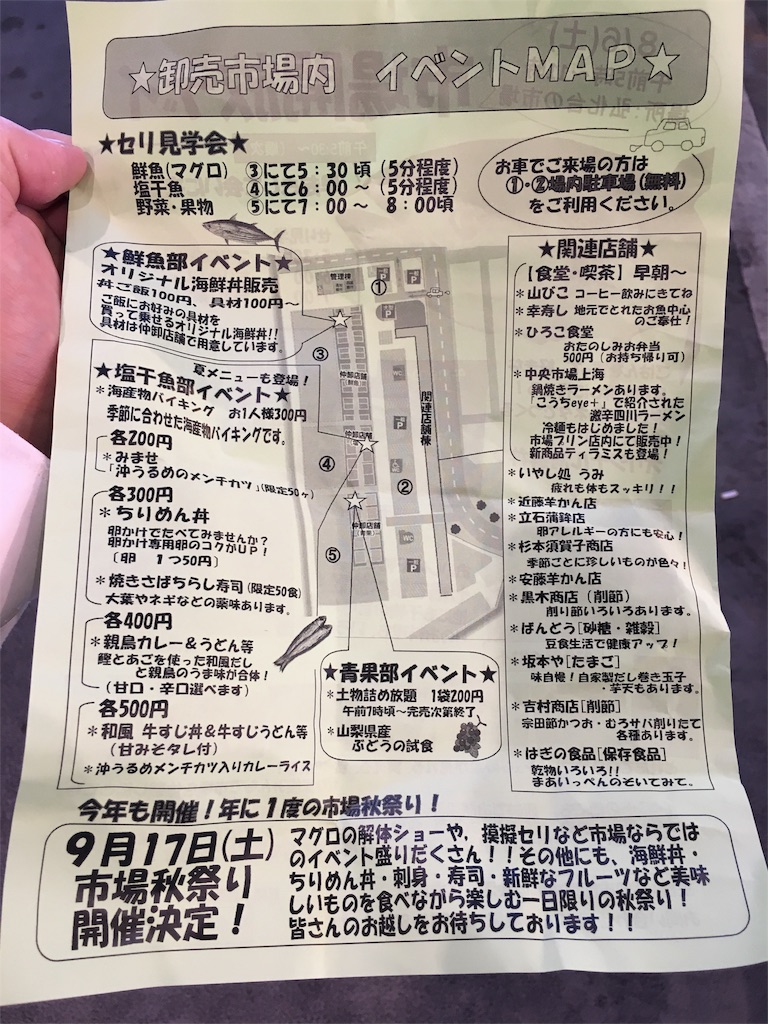 ★卸売市場内 イベントMAP★
★セリ見学会★
鮮魚(マグロ) ③にて5:30頃(5分程度)
塩干魚 ④にて6:00~(5分程度)
野菜・果物 ⑤にて7:00~ 8:00頃
お車でご来場の方は
①・②場内駐車場(無料)
をご利用ください。
★鮮魚部イベント★
オリジナル海鮮丼販売
丼ご飯100円、具材100円~
ご飯にお好みの具材を
買って乗せるオリジナル海鮮丼!!
具材は仲卸店舗で用意しています。
夏メニューも登場!
★塩干魚部イベント★
*海産物バイキング お1人様300円
季節に合わせた海産物バイキングです。
各200円
*みませ
「沖うるめのメンチカツ」(限定50ヶ)
各300円
*ちりめん丼
卵かけでたべてみませんか?
卵かけ専用卵のコクがUP!
〔卵 1つ50円〕
*焼きさばちらし寿司(限定50食)
大葉やネギなどの薬味あります。
各400円
*親鳥カレー&うどん等
鰹とあごを使った和風だし
と親鳥のうま味が合体!
(甘口・辛口選べます)
各500円
*和風 牛すじ丼&牛すじうどん等
(甘みそタレ付)
*沖うるめメンチカツ入りカレーライス
管理棟
P
①
P
P
③
仲卸店舗
(鮮魚)
WC
関連店舗棟
P
仲卸店舗
④
②
仲卸店舗
(青果)
⑤
WC
P
★青果部イベント★
*土物詰め放題 1袋200円
午前7時頃~完売次第終了
*山梨県産
ぶどうの試食
★関連店舗★
【食堂・喫茶】早朝~
*山びこ コーヒー飲みにきてね
*幸寿し 地元でとれたお魚中心
のご奉仕!
*ひろこ食堂
おたのしみお弁当
500円(お持ち帰り可)
*中央市場上海
鍋焼きラーメンあります。
「こうちeye+」で紹介された
激辛四川ラーメン
冷麺もはじめました!
市場プリン店内にて販売中!
新商品ティラミスも登場!
*いやし処 うみ
疲れも体もスッキリ!!
*近藤羊かん店
*立石蒲鉾店
卵アレルギーの方にも安心!
*杉本須賀子商店
季節ごとに珍しいものが色々!
*安藤羊かん店
*黒木商店(削節)
削り節いろいろあります。
*ばんどう[砂糖・雑穀]
豆食生活で健康アップ!
*坂本や[たまご]
味自慢!自家製だし巻き玉子
・芋天もあります。
*吉村商店[削節]
宗田節かつお・むろサバ削りたて
各種あります。
*はぎの食品[保存食品]
乾物いろいろ!!
まあいっぺんのぞいてみて。
今年も開催!年に1度の市場秋祭り!
9月17日(土)
市場秋祭り
開催決定!
マグロの解体ショーや、摸擬セリなど市場ならでは
のイベント盛りだくさん!!その他にも、海鮮丼・
ちりめん丼・刺身・寿司・新鮮なフルーツなど美味
しいものを食べながら楽しむ一日限りの秋祭り!
皆さんのお越しをお待ちしております!!